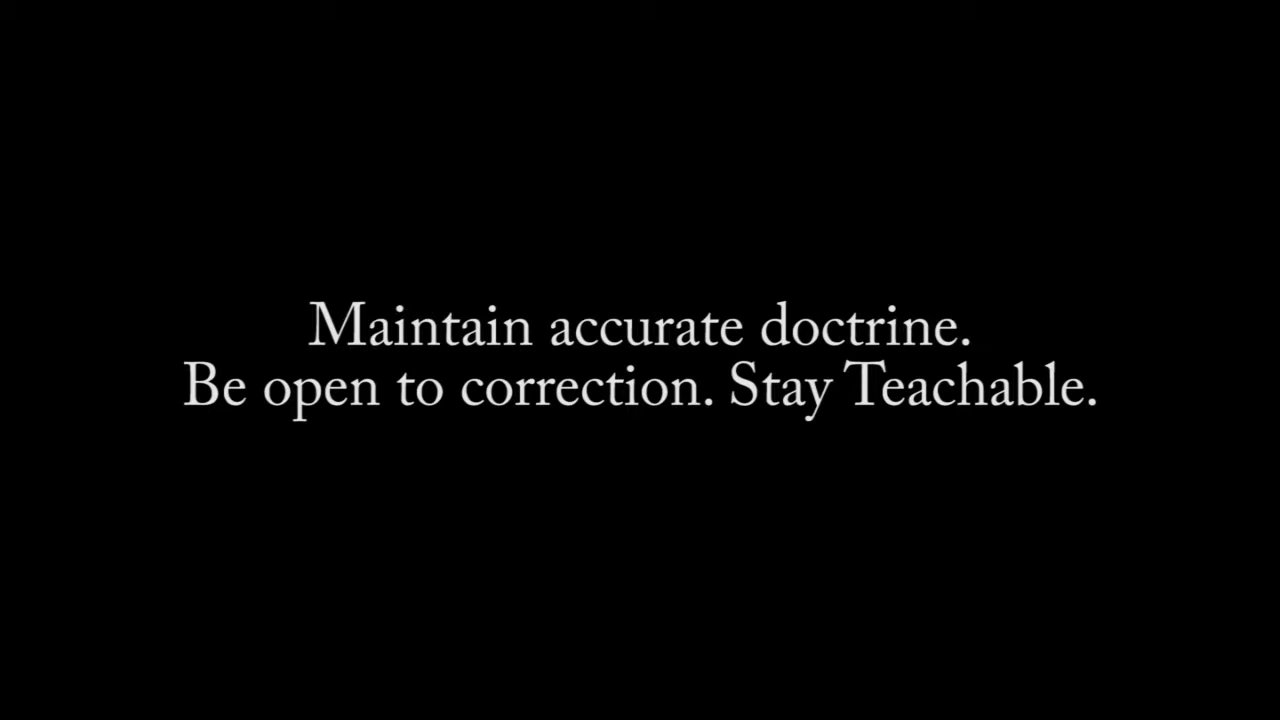 Maintain accurate doctrine.
Be open to correction. Stay Teachable.